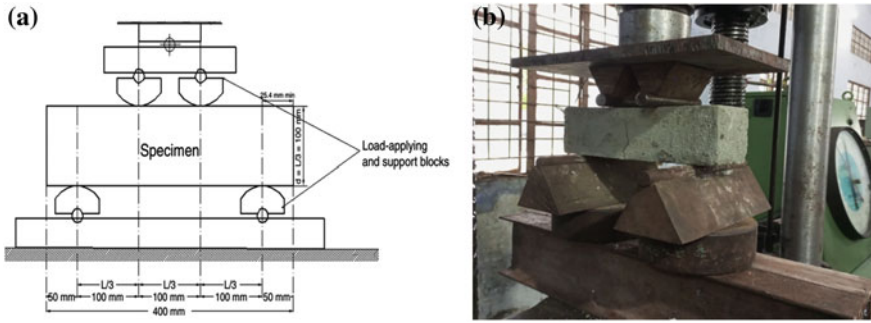 (a)
25.4 mm min
Specimen
d = L/3 = 100 mm
Load-applying
and support blocks
L/3 L/3 L/3
50 mm 100 mm 100 mm 100 mm 50 mm
400 mm
(b)